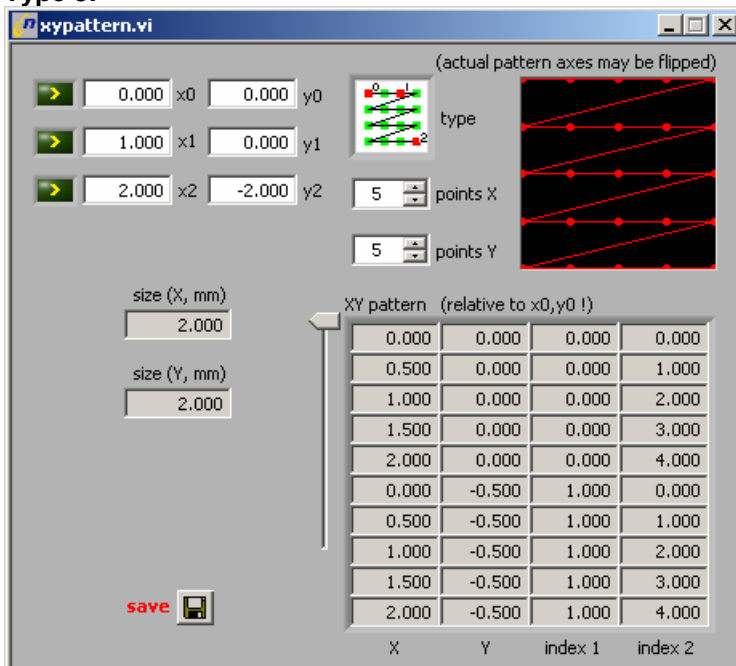 xypattern.vi
(actual pattern axes may be flipped)
0.000 x0 0.000 y0
0 1 2 type
1.000 x1 0.000 y1
2.000 x2 -2.000 y2
5 points X
5 points Y
size (X, mm)
2.000
size (Y, mm)
2.000
XY pattern (relative to x0,y0 !)
0.000 0.000 0.000 0.000
0.500 0.000 0.000 1.000
1.000 0.000 0.000 2.000
1.500 0.000 0.000 3.000
2.000 0.000 0.000 4.000
0.000 -0.500 1.000 0.000
0.500 -0.500 1.000 1.000
1.000 -0.500 1.000 2.000
1.500 -0.500 1.000 3.000
2.000 -0.500 1.000 4.000
X Y index 1 index 2
save